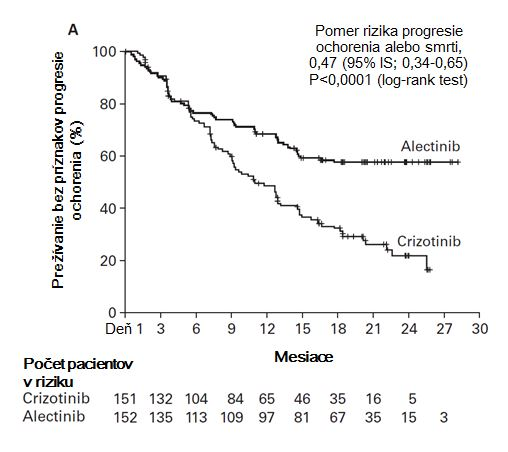 A
Pomer rizika progresie
ochorenia alebo smrti,
0,47 (95% IS; 0,34-0,65)
P<0,0001 (log-rank test)
Prežívanie bez príznakov progresie
ochorenia (%)
100
80
60
40
20
0
Alectinib
Crizotinib
Deň 1 3 6 9 12 15 18 21 24 27 30
Mesiace
Počet pacientov
v riziku
Crizotinib 151 132 104 84 65 46 35 16 5
Alectinib 152 135 113 109 97 81 67 35 15 3